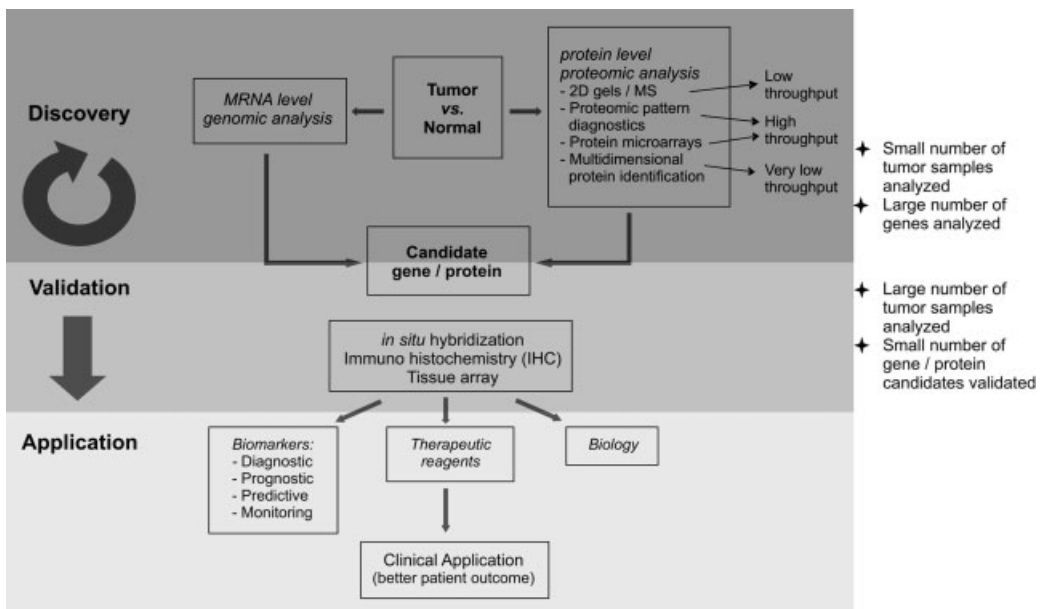 Discovery
MRNA level
genomic analysis
Tumor
vs.
Normal
protein level
proteomic analysis
- 2D gels / MS
- Proteomic pattern
diagnostics
- Protein microarrays
- Multidimensional
protein identification
Low
throughput
High
throughput
Very low
throughput
Small number of
tumor samples
analyzed
Large number of
genes analyzed
Candidate
gene / protein
Validation
Large number of
tumor samples
analyzed
Small number of
gene / protein
candidates validated
in situ hybridization
Immuno histochemistry (IHC)
Tissue array
Application
Biomarkers:
- Diagnostic
- Prognostic
- Predictive
- Monitoring
Therapeutic
reagents
Biology
Clinical Application
(better patient outcome)